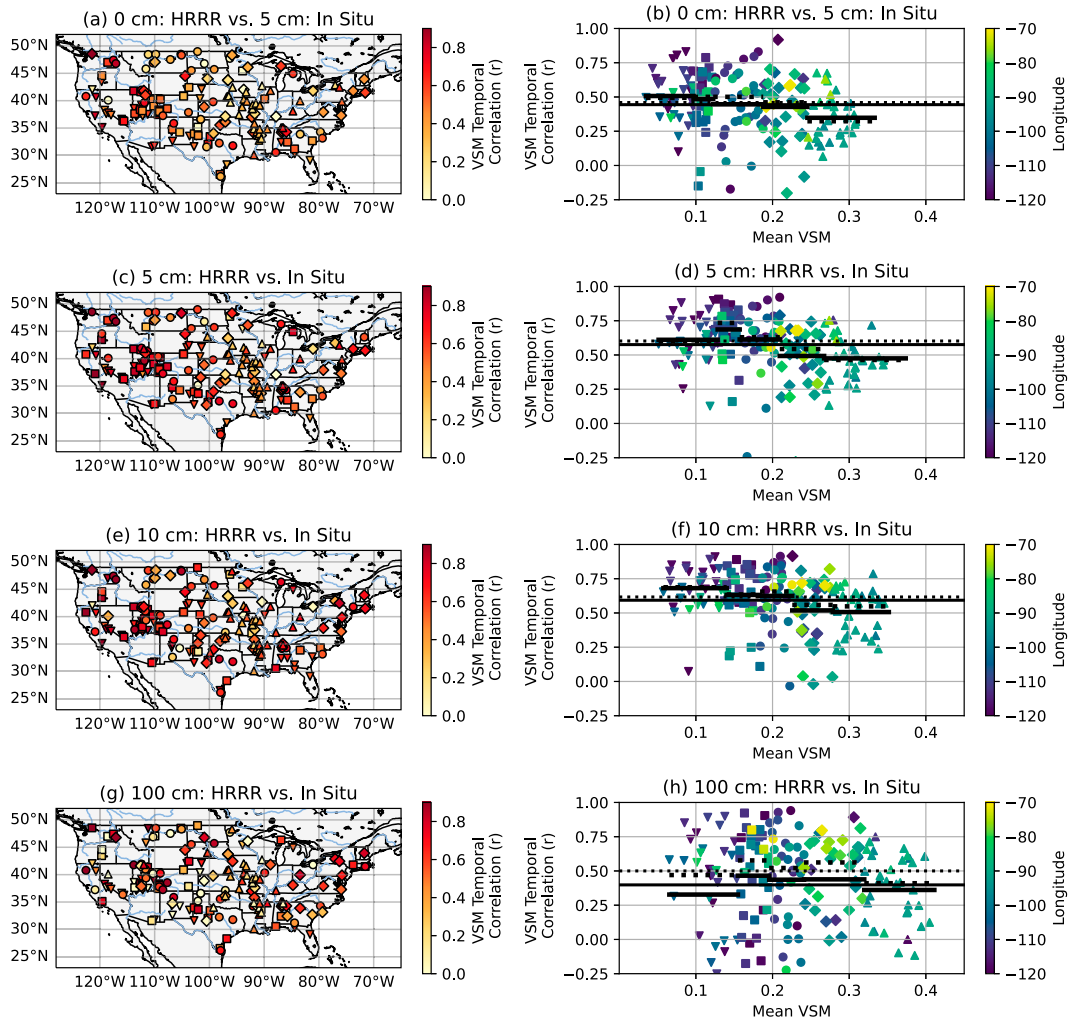 (a) 0 cm: HRRR vs. 5 cm: In Situ
50°N
45°N
40°N
35°N
30°N
25°N
120°W 110°W 100°W 90°W 80°W 70°W
0.8
0.6
0.4
0.2
0.0
VSM Temporal
Correlation (r)
(b) 0 cm: HRRR vs. 5 cm: In Situ
VSM Temporal
Correlation (r)
1.00
0.75
0.50
0.25
0.00
−0.25
0.1 0.2 0.3 0.4
Mean VSM
−70
−80
−90
−100
−110
−120
Longitude
(c) 5 cm: HRRR vs. In Situ
50°N
45°N
40°N
35°N
30°N
25°N
120°W 110°W 100°W 90°W 80°W 70°W
0.8
0.6
0.4
0.2
0.0
VSM Temporal
Correlation (r)
(d) 5 cm: HRRR vs. In Situ
VSM Temporal
Correlation (r)
1.00
0.75
0.50
0.25
0.00
−0.25
0.1 0.2 0.3 0.4
Mean VSM
−70
−80
−90
−100
−110
−120
Longitude
(e) 10 cm: HRRR vs. In Situ
50°N
45°N
40°N
35°N
30°N
25°N
120°W 110°W 100°W 90°W 80°W 70°W
0.8
0.6
0.4
0.2
0.0
VSM Temporal
Correlation (r)
(f) 10 cm: HRRR vs. In Situ
VSM Temporal
Correlation (r)
1.00
0.75
0.50
0.25
0.00
−0.25
0.1 0.2 0.3 0.4
Mean VSM
−70
−80
−90
−100
−110
−120
Longitude
(g) 100 cm: HRRR vs. In Situ
50°N
45°N
40°N
35°N
30°N
25°N
120°W 110°W 100°W 90°W 80°W 70°W
0.8
0.6
0.4
0.2
0.0
VSM Temporal
Correlation (r)
(h) 100 cm: HRRR vs. In Situ
VSM Temporal
Correlation (r)
1.00
0.75
0.50
0.25
0.00
−0.25
0.1 0.2 0.3 0.4
Mean VSM
−70
−80
−90
−100
−110
−120
Longitude